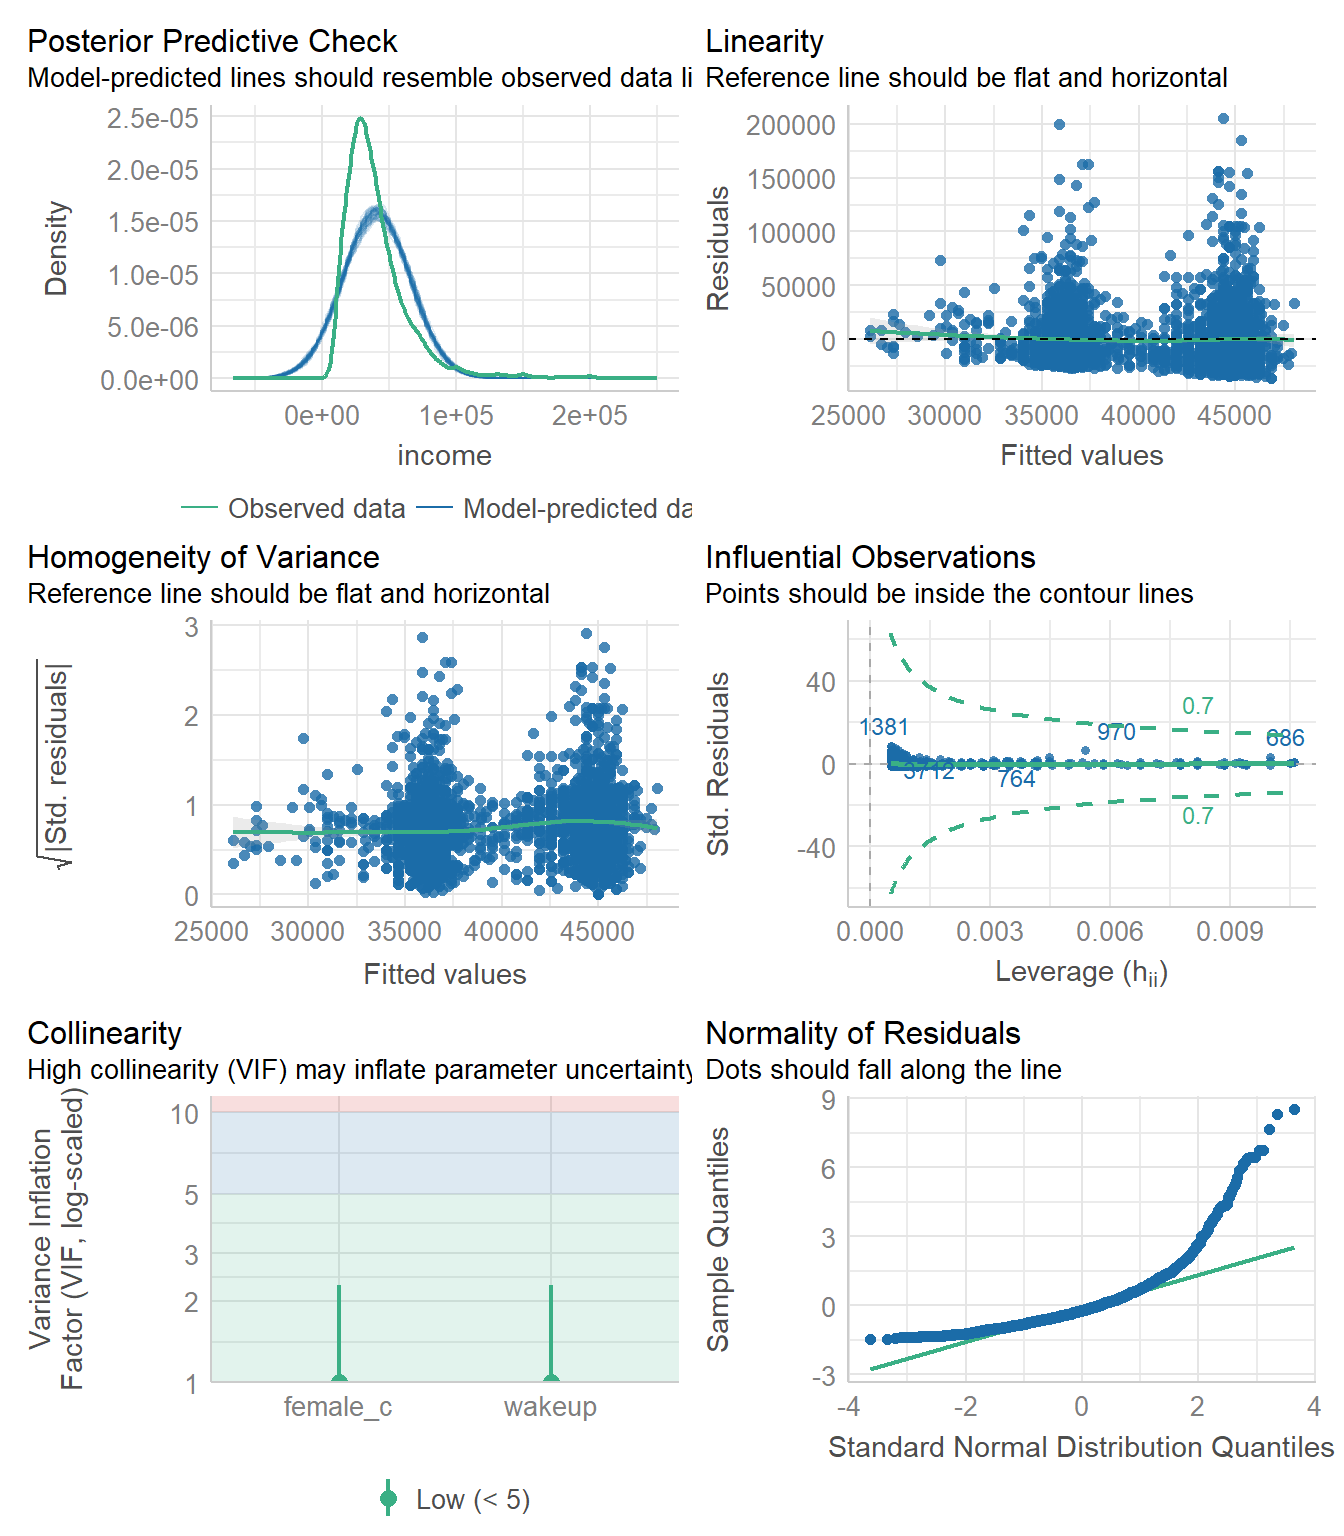 Posterior Predictive Check
Model-predicted lines should resemble observed data li
2.5e-05
2.0e-05
1.5e-05
1.0e-05
5.0e-06
0.0e+00
Density
0e+00 1e+05 2e+05
income
Observed data Model-predicted da
Linearity
Reference line should be flat and horizontal
200000
150000
100000
50000
0
Residuals
25000 30000 35000 40000 45000
Fitted values
Homogeneity of Variance
Reference line should be flat and horizontal
3
2
1
0
√|Std. residuals|
25000 30000 35000 40000 45000
Fitted values
Influential Observations
Points should be inside the contour lines
40
0
-40
Std. Residuals
0.7
1381
970
686
3712
764
0.7
0.000 0.003 0.006 0.009
Leverage (hii)
Collinearity
High collinearity (VIF) may inflate parameter uncertainty
10
5
3
2
1
Variance Inflation
Factor (VIF, log-scaled)
female_c wakeup
Low (< 5)
Normality of Residuals
Dots should fall along the line
9
6
3
0
-3
Sample Quantiles
-4 -2 0 2 4
Standard Normal Distribution Quantiles